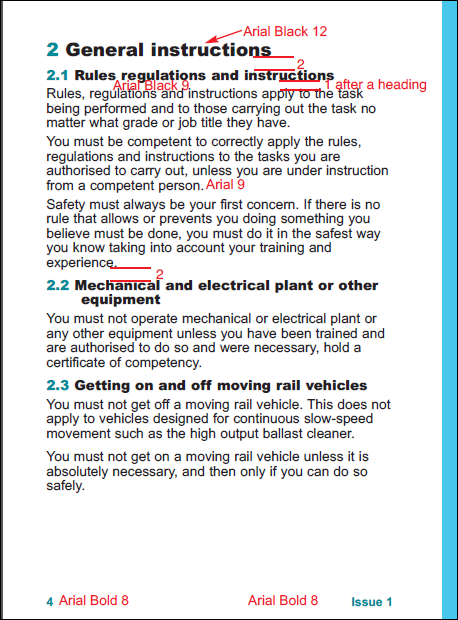 Arial Black 12
2 General instructions
2
2.1 Rules regulations and instructions
Arial Black 9
1 after a heading
Rules, regulations and instructions apply to the task
being performed and to those carrying out the task no
matter what grade or job title they have.
You must be competent to correctly apply the rules,
regulations and instructions to the tasks you are
authorised to carry out, unless you are under instruction
from a competent person. Arial 9
Safety must always be your first concern. If there is no
rule that allows or prevents you doing something you
believe must be done, you must do it in the safest way
you know taking into account your training and
experience.
2
2.2 Mechanical and electrical plant or other
equipment
You must not operate mechanical or electrical plant or
any other equipment unless you have been trained and
are authorised to do so and were necessary, hold a
certificate of competency.
2.3 Getting on and off moving rail vehicles
You must not get off a moving rail vehicle. This does not
apply to vehicles designed for continuous slow-speed
movement such as the high output ballast cleaner.
You must not get on a moving rail vehicle unless it is
absolutely necessary, and then only if you can do so
safely.
4 Arial Bold 8 Arial Bold 8 Issue 1